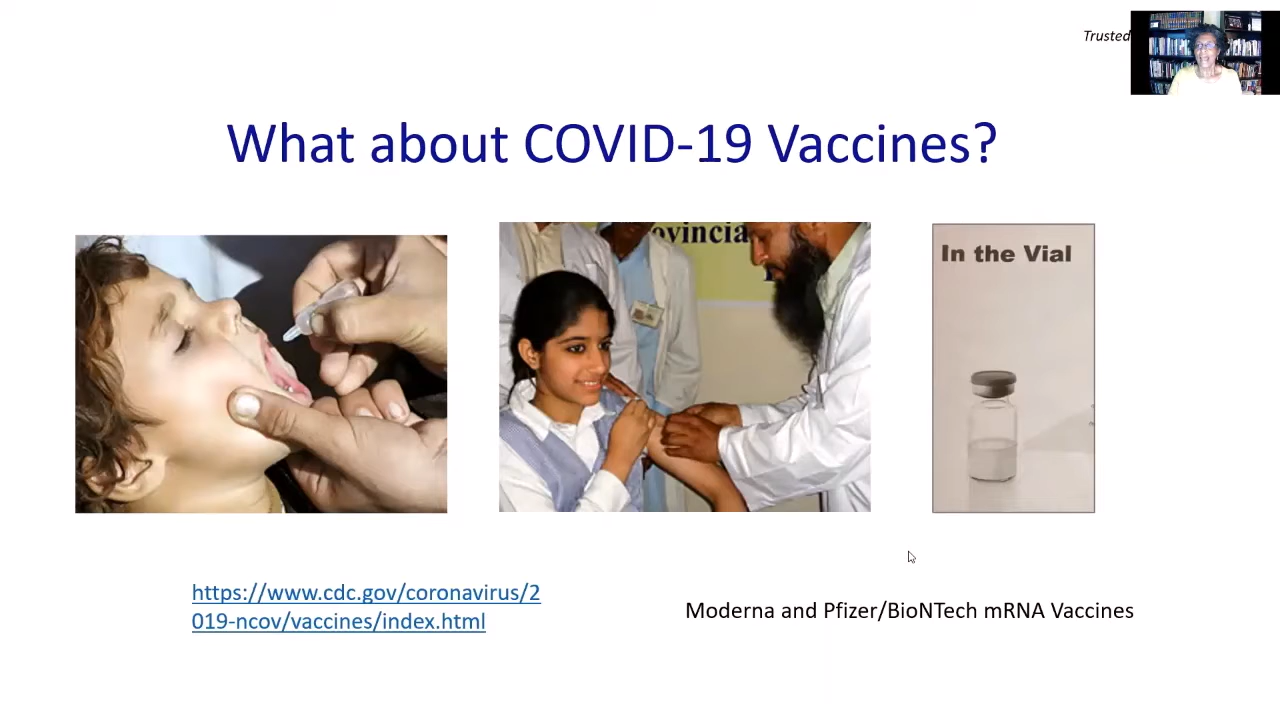 Trusted
What about COVID-19 Vaccines?
ovincia
In the Vial
https://www.cdc.gov/coronavirus/2
019-ncov/vaccines/index.html
Moderna and Pfizer/BioNTech mRNA Vaccines